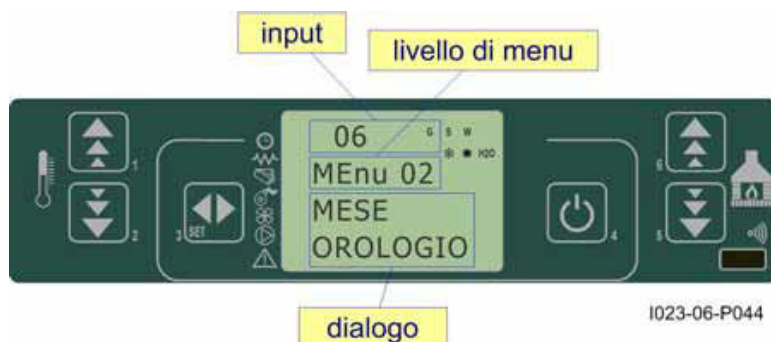 input
livello di menu
06
G S W
H2O
MEnu 02
MESE
OROLOGIO
1
2
3
SET
4
5
6
dialogo
I023-06-P044